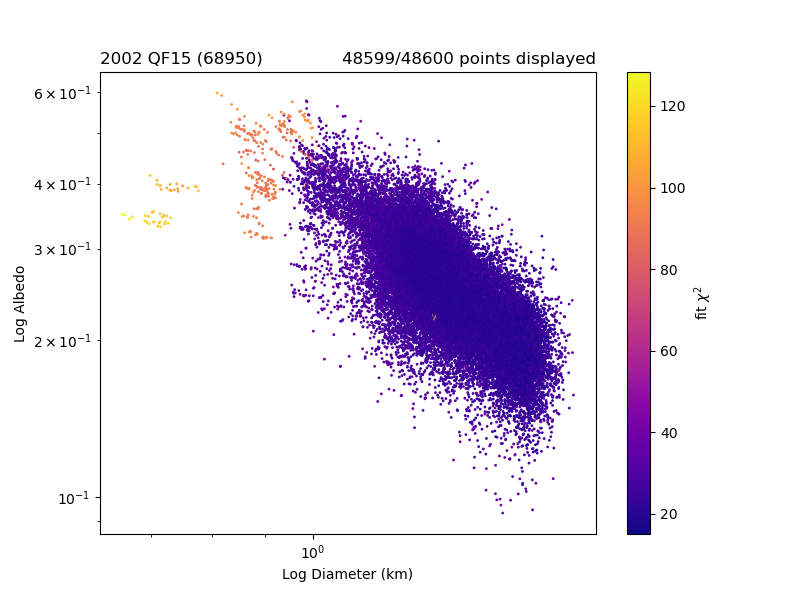 2002 QF15 (68950)
48599/48600 points displayed
6 × 10⁻¹
4 × 10⁻¹
3 × 10⁻¹
2 × 10⁻¹
10⁻¹
Log Albedo
10⁰
Log Diameter (km)
120
100
80
60
40
20
fit χ²